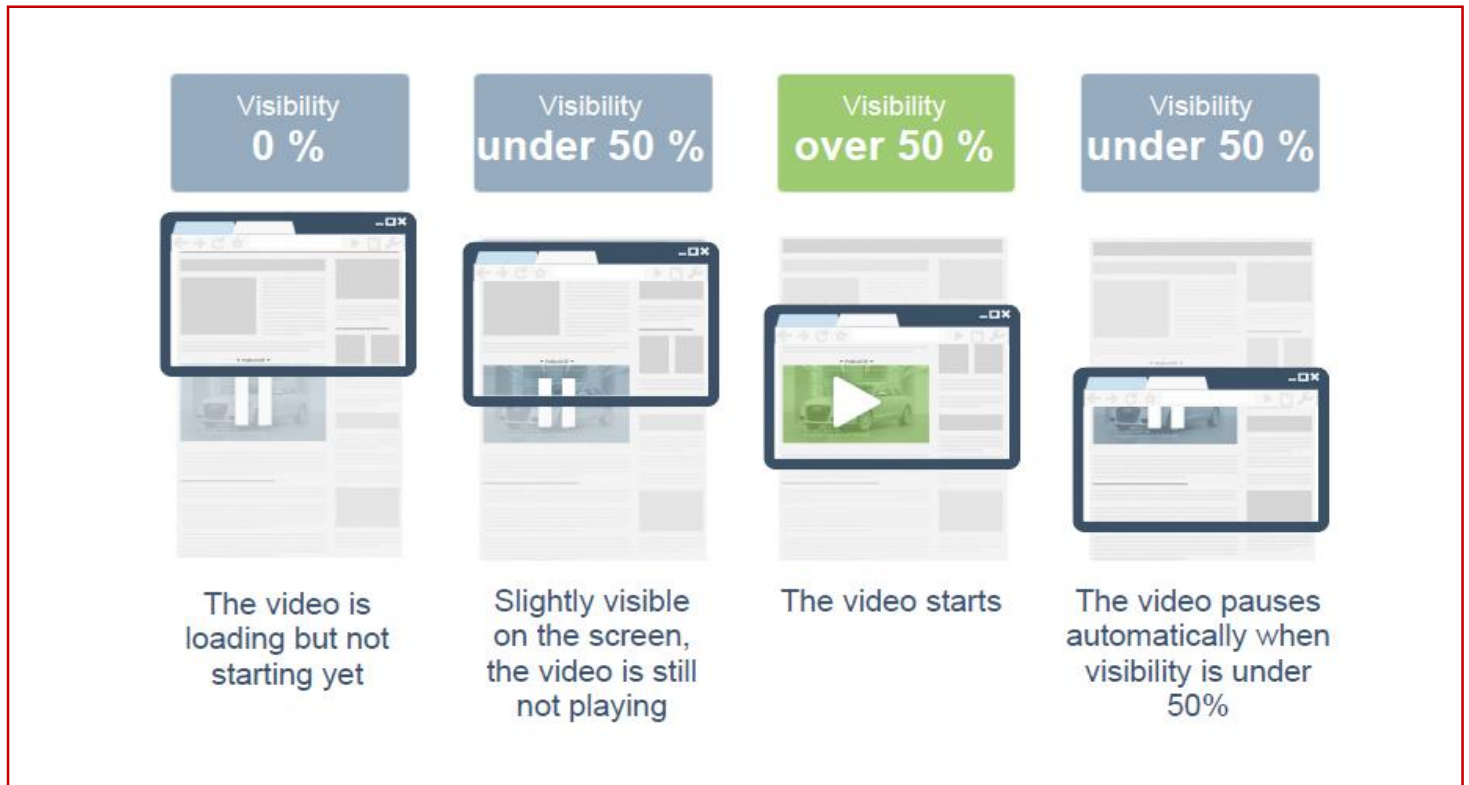 Visibility
0 %
Visibility
under 50 %
Visibility
over 50 %
Visibility
under 50 %
The video is
loading but not
starting yet
Slightly visible
on the screen,
the video is still
not playing
The video starts
The video pauses
automatically when
visibility is under
50%